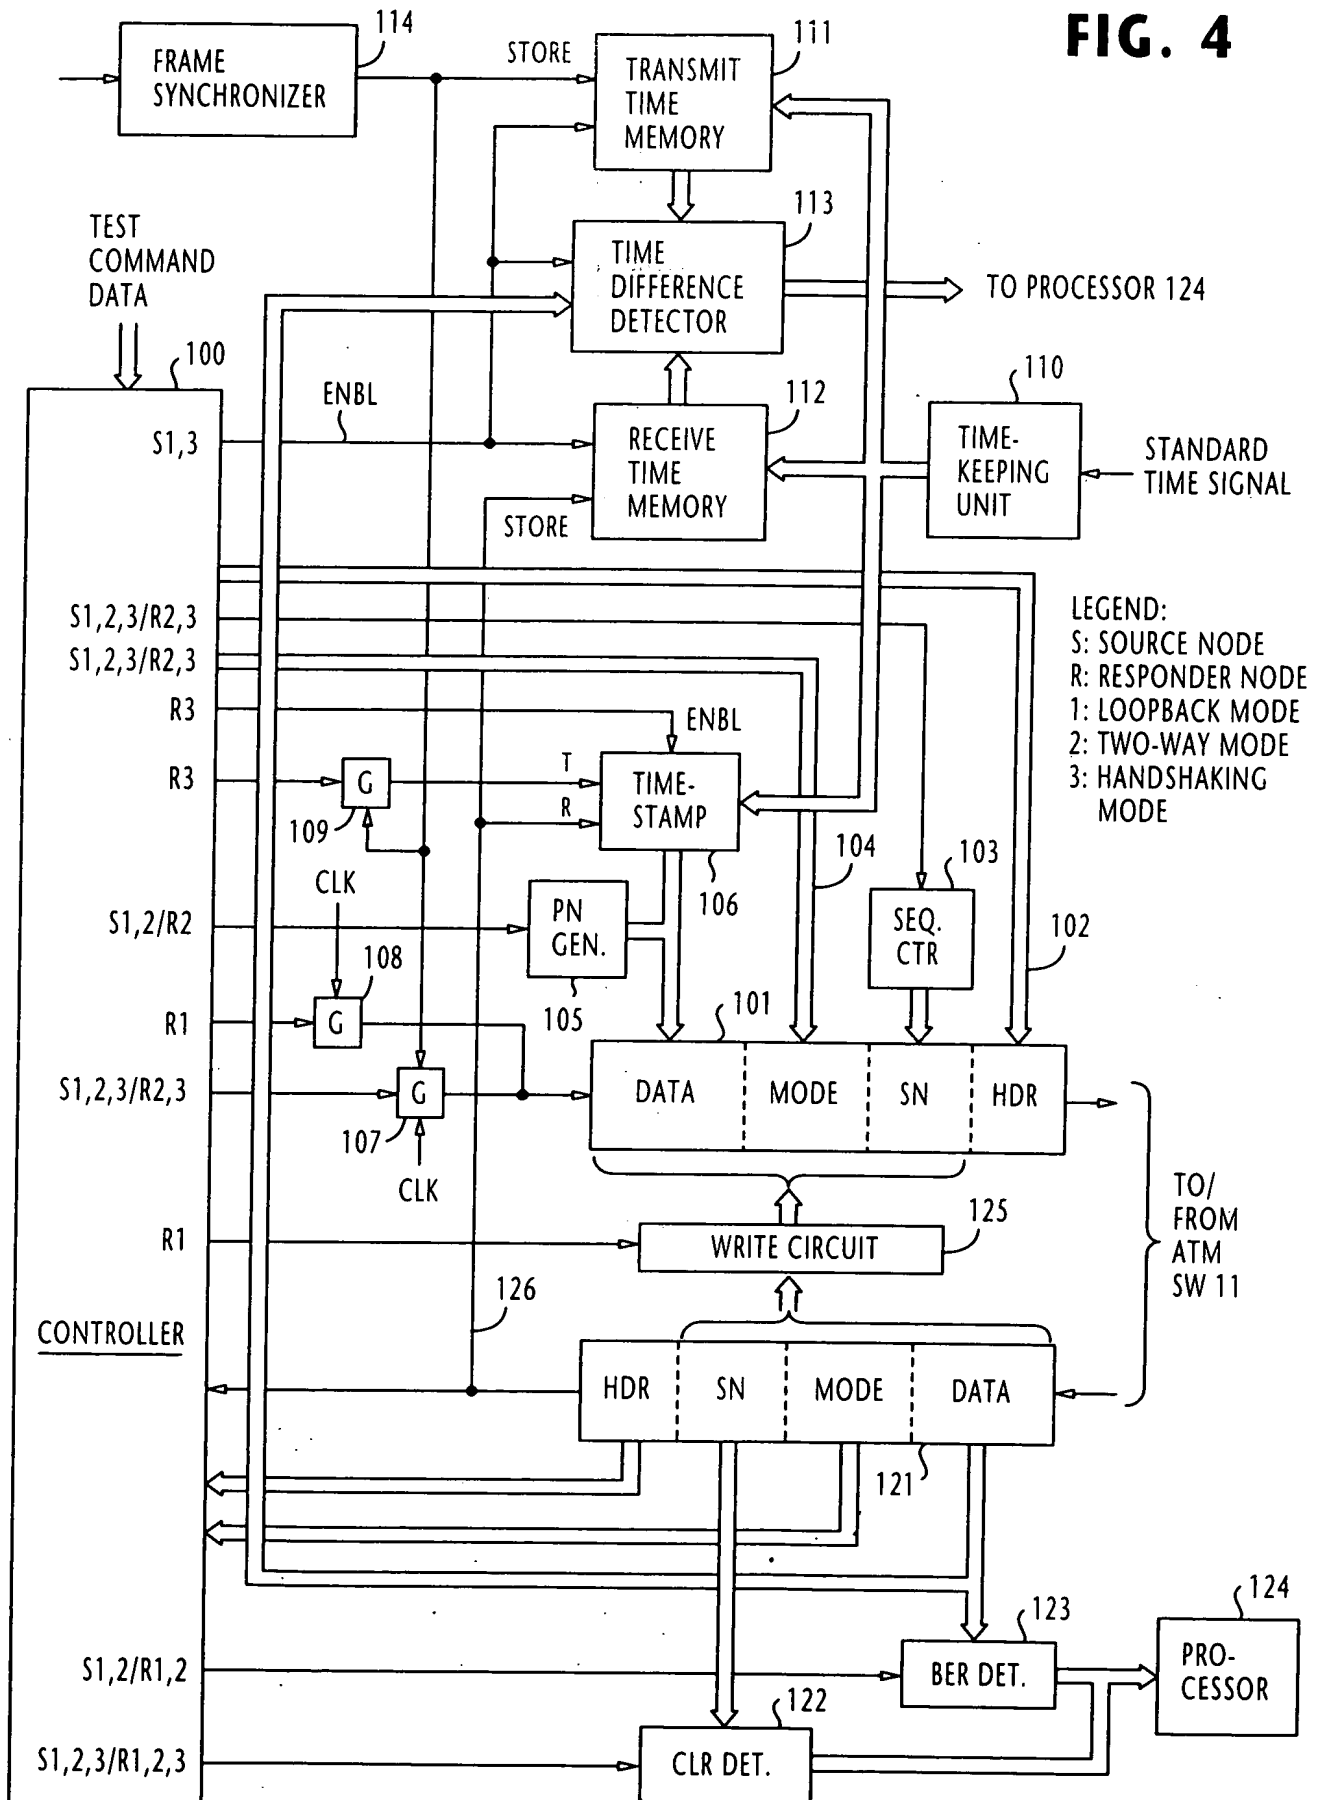 FIG. 4
114
FRAME
SYNCHRONIZER
STORE
111
TRANSMIT
TIME
MEMORY
TEST
COMMAND
DATA
113
TIME
DIFFERENCE
DETECTOR
TO PROCESSOR 124
100
ENBL
S1,3
112
RECEIVE
TIME
MEMORY
STORE
110
TIME-
KEEPING
UNIT
STANDARD
TIME SIGNAL
S1,2,3/R2,3
S1,2,3/R2,3
R3
ENBL
LEGEND:
S: SOURCE NODE
R: RESPONDER NODE
1: LOOPBACK MODE
2: TWO-WAY MODE
3: HANDSHAKING
MODE
R3
G
109
T
R
TIME-
STAMP
106
104
103
SEQ.
CTR
102
CLK
S1,2/R2
PN
GEN.
105
108
R1
G
101
S1,2,3/R2,3
G
107
CLK
DATA
MODE
SN
HDR
TO/
FROM
ATM
SW 11
R1
WRITE CIRCUIT
125
126
CONTROLLER
HDR
SN
MODE
DATA
121
S1,2/R1,2
123
BER DET.
124
PRO-
CESSOR
122
S1,2,3/R1,2,3
CLR DET.